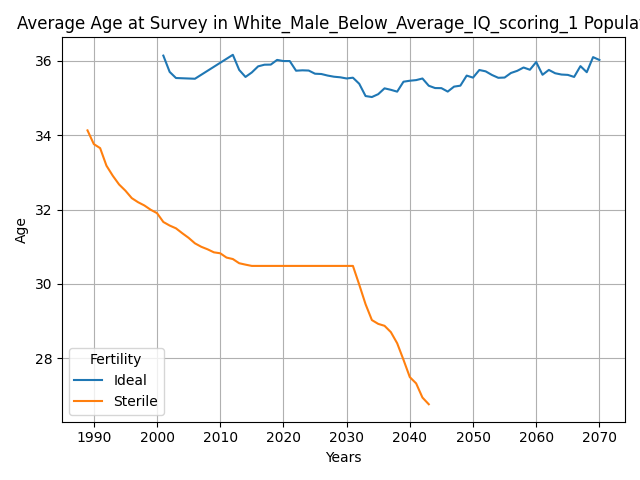 Average Age at Survey in White_Male_Below_Average_IQ_scoring_1 Popula
36
34
32
30
28
Age
Fertility
Ideal
Sterile
1990 2000 2010 2020 2030 2040 2050 2060 2070
Years